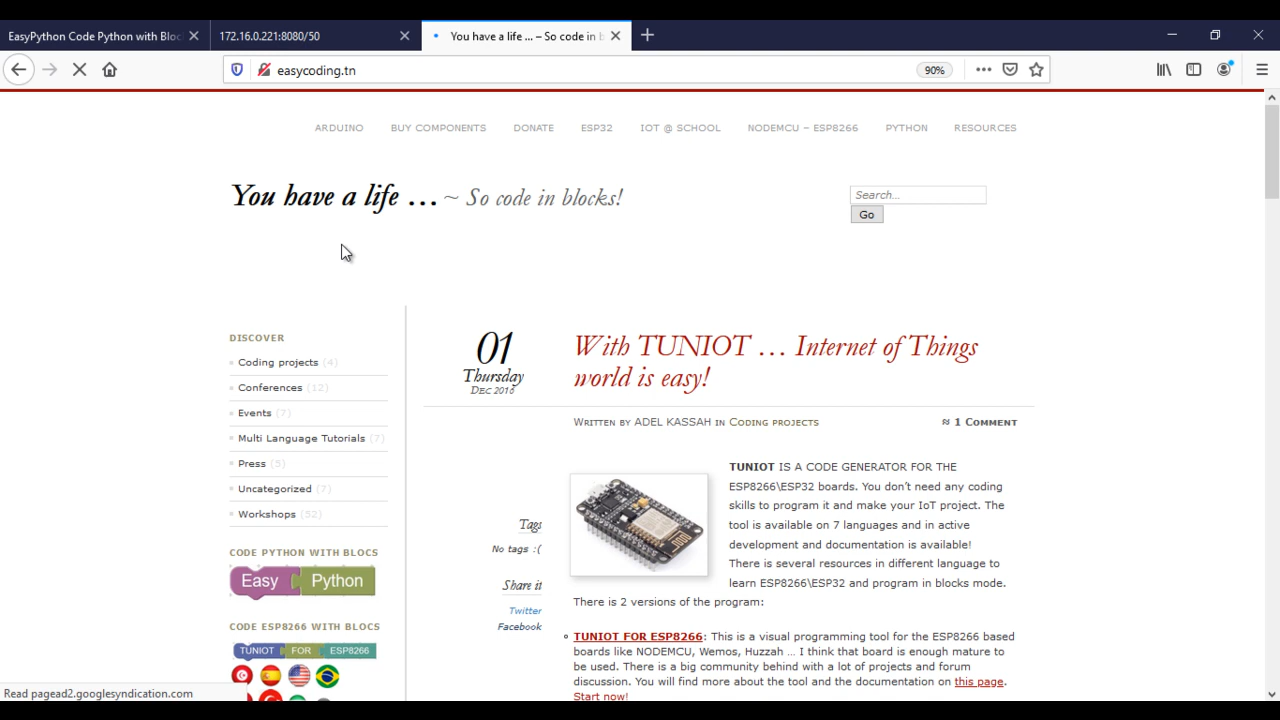 EasyPython Code Python with Bloc
172.16.0.221:8080/50
You have a life ... – So code in b
easycoding.tn
90%
ARDUINO
BUY COMPONENTS
DONATE
ESP32
IOT @ SCHOOL
NODEMCU – ESP8266
PYTHON
RESOURCES
You have a life ... ~ So code in blocks!
Search...
Go
DISCOVER
Coding projects (4)
Conferences (12)
Events (7)
Multi Language Tutorials (7)
Press (5)
Uncategorized (7)
Workshops (52)
CODE PYTHON WITH BLOCS
Easy Python
CODE ESP8266 WITH BLOCS
TUNIOT FOR ESP8266
01
Thursday
DEC 2016
With TUNIOT ... Internet of Things
world is easy!
WRITTEN BY ADEL KASSAH IN CODING PROJECTS
≈ 1 COMMENT
Tags
No tags :(
Share it
Twitter
Facebook
TUNIOT IS A CODE GENERATOR FOR THE
ESP8266\ESP32 boards. You don't need any coding
skills to program it and make your IoT project. The
tool is available on 7 languages and in active
development and documentation is available!
There is several resources in different language to
learn ESP8266\ESP32 and program in blocks mode.
There is 2 versions of the program:
TUNIOT FOR ESP8266: This is a visual programming tool for the ESP8266 based
boards like NODEMCU, Wemos, Huzzah ... I think that board is enough mature to
be used. There is a big community behind with a lot of projects and forum
discussion. You will find more about the tool and the documentation on this page.
Start now!
Read pagead2.googlesyndication.com